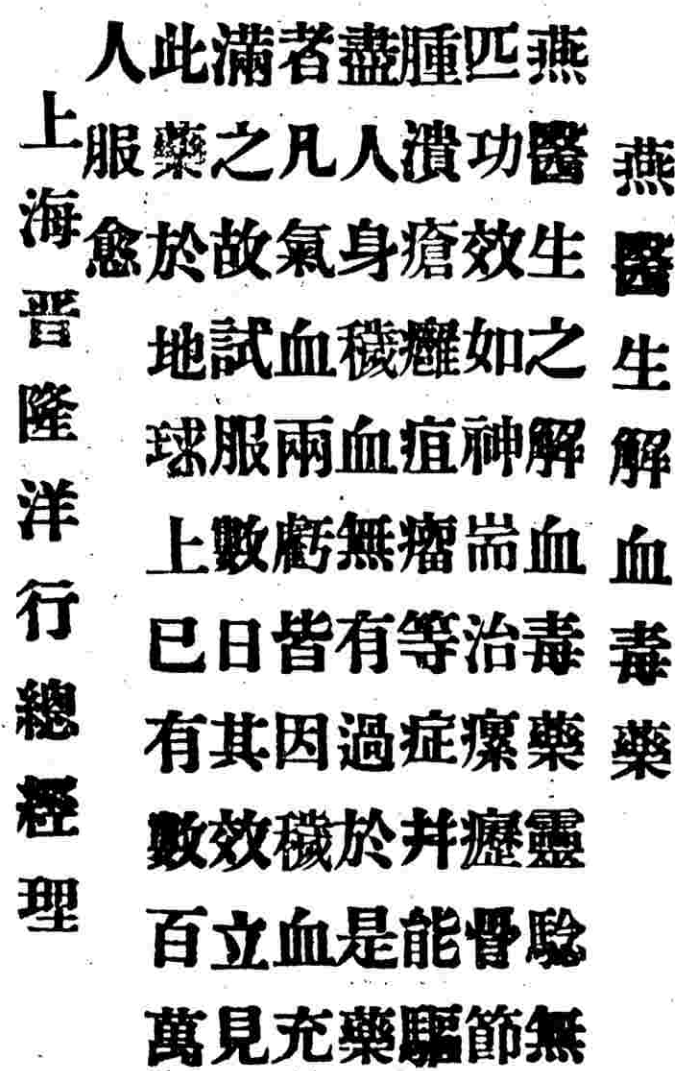 燕醫生解血毒藥
燕醫生之解血毒藥靈騐無
匹功效如神耑治瘰癧骨節
腫潰瘡癰疽瘤等症并能驅
盡人身穢血無有過於是藥
者凡氣血兩虧皆因穢血充
滿之故試服數日其效立見
此藥於地球上已有數百萬
人服愈
上海晋隆洋行總經理